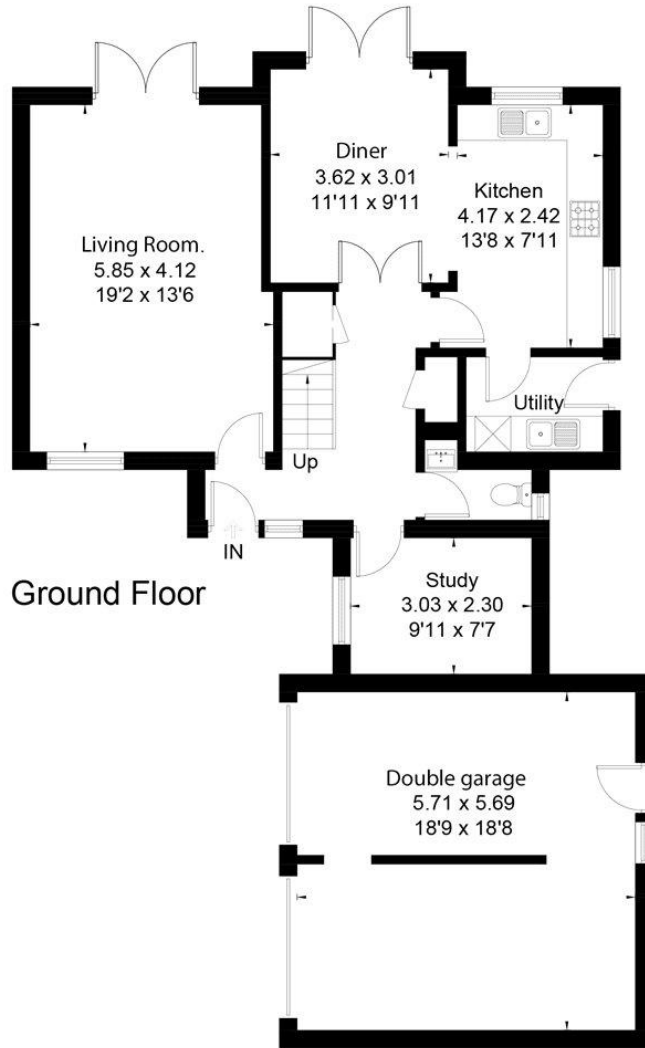 Diner
3.62 x 3.01
11'11 x 9'11
Kitchen
4.17 x 2.42
13'8 x 7'11
Living Room.
5.85 x 4.12
19'2 x 13'6
Utility
Up
IN
Ground Floor
Study
3.03 x 2.30
9'11 x 7'7
Double garage
5.71 x 5.69
18'9 x 18'8